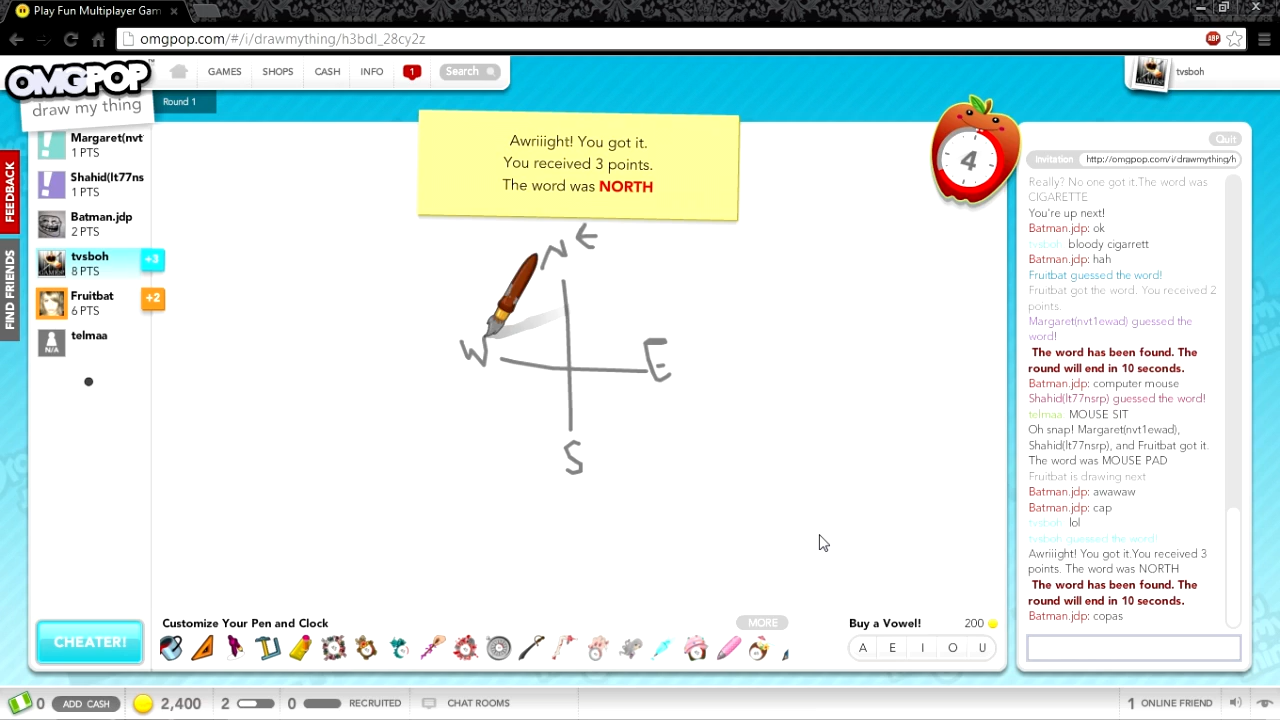 Play Fun Multiplayer Gam
omgpop.com/#/i/drawmything/h3bdl_28cy2z
ABP
OMGPOP
draw my thing
GAMES
SHOPS
CASH
INFO
1
Search
tvsboh
Round 1
FEEDBACK
FIND FRIENDS
Margaret(nvt
1 PTS
Shahid(lt77ns
1 PTS
Batman.jdp
2 PTS
tvsboh
8 PTS
+3
Fruitbat
6 PTS
+2
telmaa
N/A
CHEATER!
Awriiight! You got it.
You received 3 points.
The word was NORTH
4
N E
W
E
S
Quit
Invitation
http://omgpop.com/i/drawmything/h
Really? No one got it.The word was
CIGARETTE
You're up next!
Batman.jdp: ok
tvsboh: bloody cigarrett
Batman.jdp: hah
Fruitbat guessed the word!
Fruitbat got the word. You received 2
points.
Margaret(nvt1ewad) guessed the
word!
The word has been found. The
round will end in 10 seconds.
Batman.jdp: computer mouse
Shahid(lt77nsrp) guessed the word!
telmaa: MOUSE SIT
Oh snap! Margaret(nvt1ewad),
Shahid(lt77nsrp), and Fruitbat got it.
The word was MOUSE PAD
Fruitbat is drawing next
Batman.jdp: awawaw
Batman.jdp: cap
tvsboh: lol
tvsboh guessed the word!
Awriiight! You got it.You received 3
points. The word was NORTH
The word has been found. The
round will end in 10 seconds.
Batman.jdp: copas
Customize Your Pen and Clock
MORE
Buy a Vowel!
200
A E I O U
0
ADD CASH
2,400
2
0
RECRUITED
CHAT ROOMS
1 ONLINE FRIEND